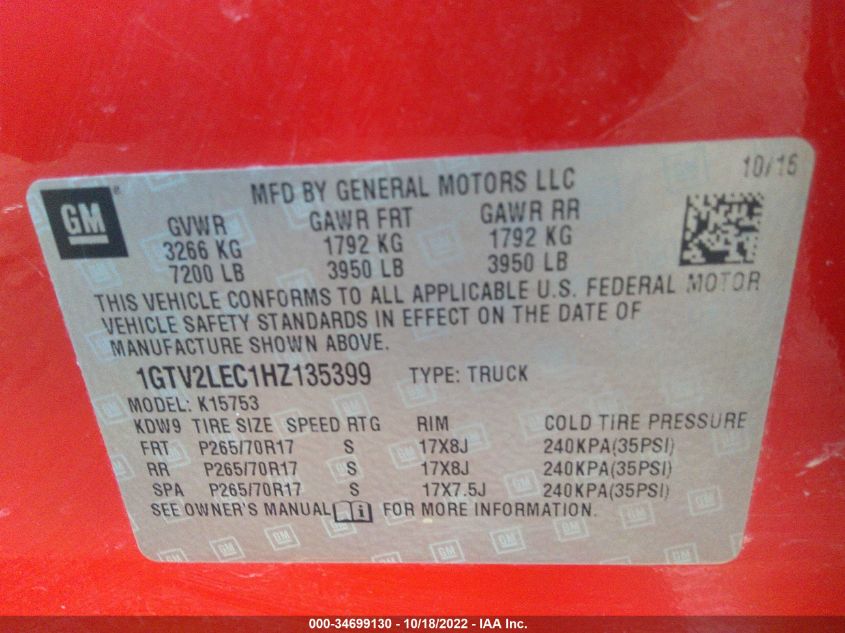 10/16
GM
MFD BY GENERAL MOTORS LLC
GVWR GAWR FRT GAWR RR
3266 KG 1792 KG 1792 KG
7200 LB 3950 LB 3950 LB
THIS VEHICLE CONFORMS TO ALL APPLICABLE U.S. FEDERAL MOTOR
VEHICLE SAFETY STANDARDS IN EFFECT ON THE DATE OF
MANUFACTURE SHOWN ABOVE.
1GTV2LEC1HZ135399 TYPE: TRUCK
MODEL: K15753
KDW9 TIRE SIZE SPEED RTG RIM COLD TIRE PRESSURE
FRT P265/70R17 S 17X8J 240KPA(35PSI)
RR P265/70R17 S 17X8J 240KPA(35PSI)
SPA P265/70R17 S 17X7.5J 240KPA(35PSI)
SEE OWNER'S MANUAL FOR MORE INFORMATION.
000-34699130 - 10/18/2022 - IAA Inc.